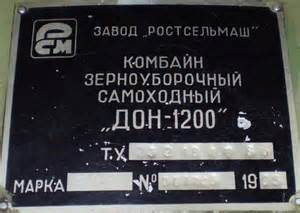 РСМ
ЗАВОД „РОСТСЕЛЬМАШ"
КОМБАЙН
ЗЕРНОУБОРОЧНЫЙ
САМОХОДНЫЙ
„ДОН-1200"
Т.У.
МАРКА № 19